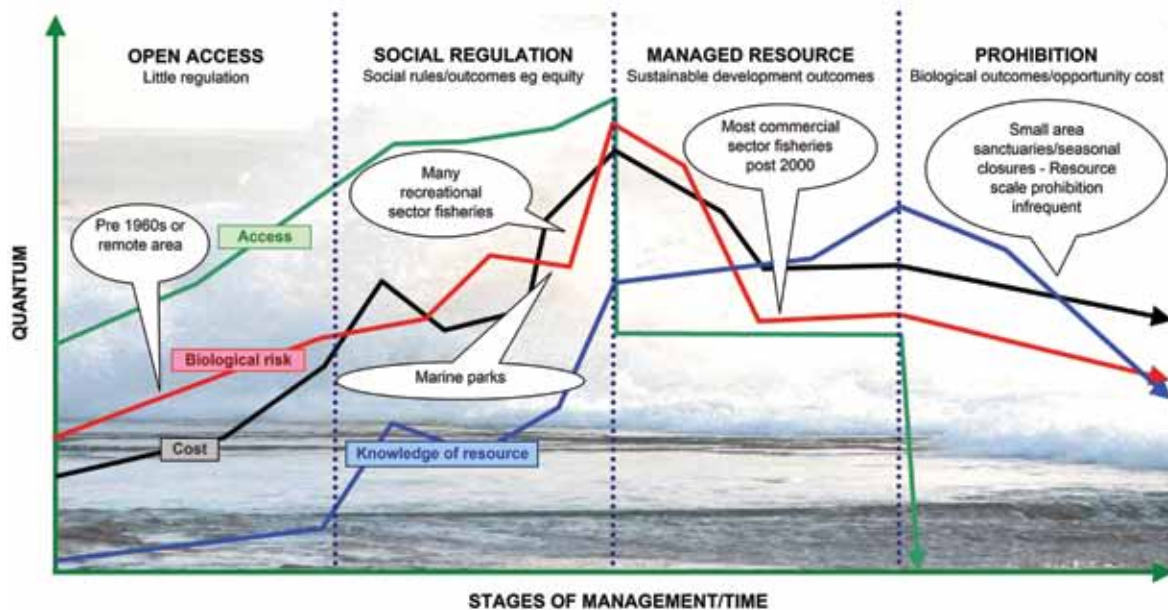 OPEN ACCESS
Little regulation
SOCIAL REGULATION
Social rules/outcomes eg equity
MANAGED RESOURCE
Sustainable development outcomes
PROHIBITION
Biological outcomes/opportunity cost
Pre 1960s or
remote area
Access
Many
recreational
sector fisheries
Most commercial
sector fisheries
post 2000
Small area
sanctuaries/seasonal
closures - Resource
scale prohibition
infrequent
Biological risk
Marine parks
Cost
Knowledge of resource
QUANTUM
STAGES OF MANAGEMENT/TIME